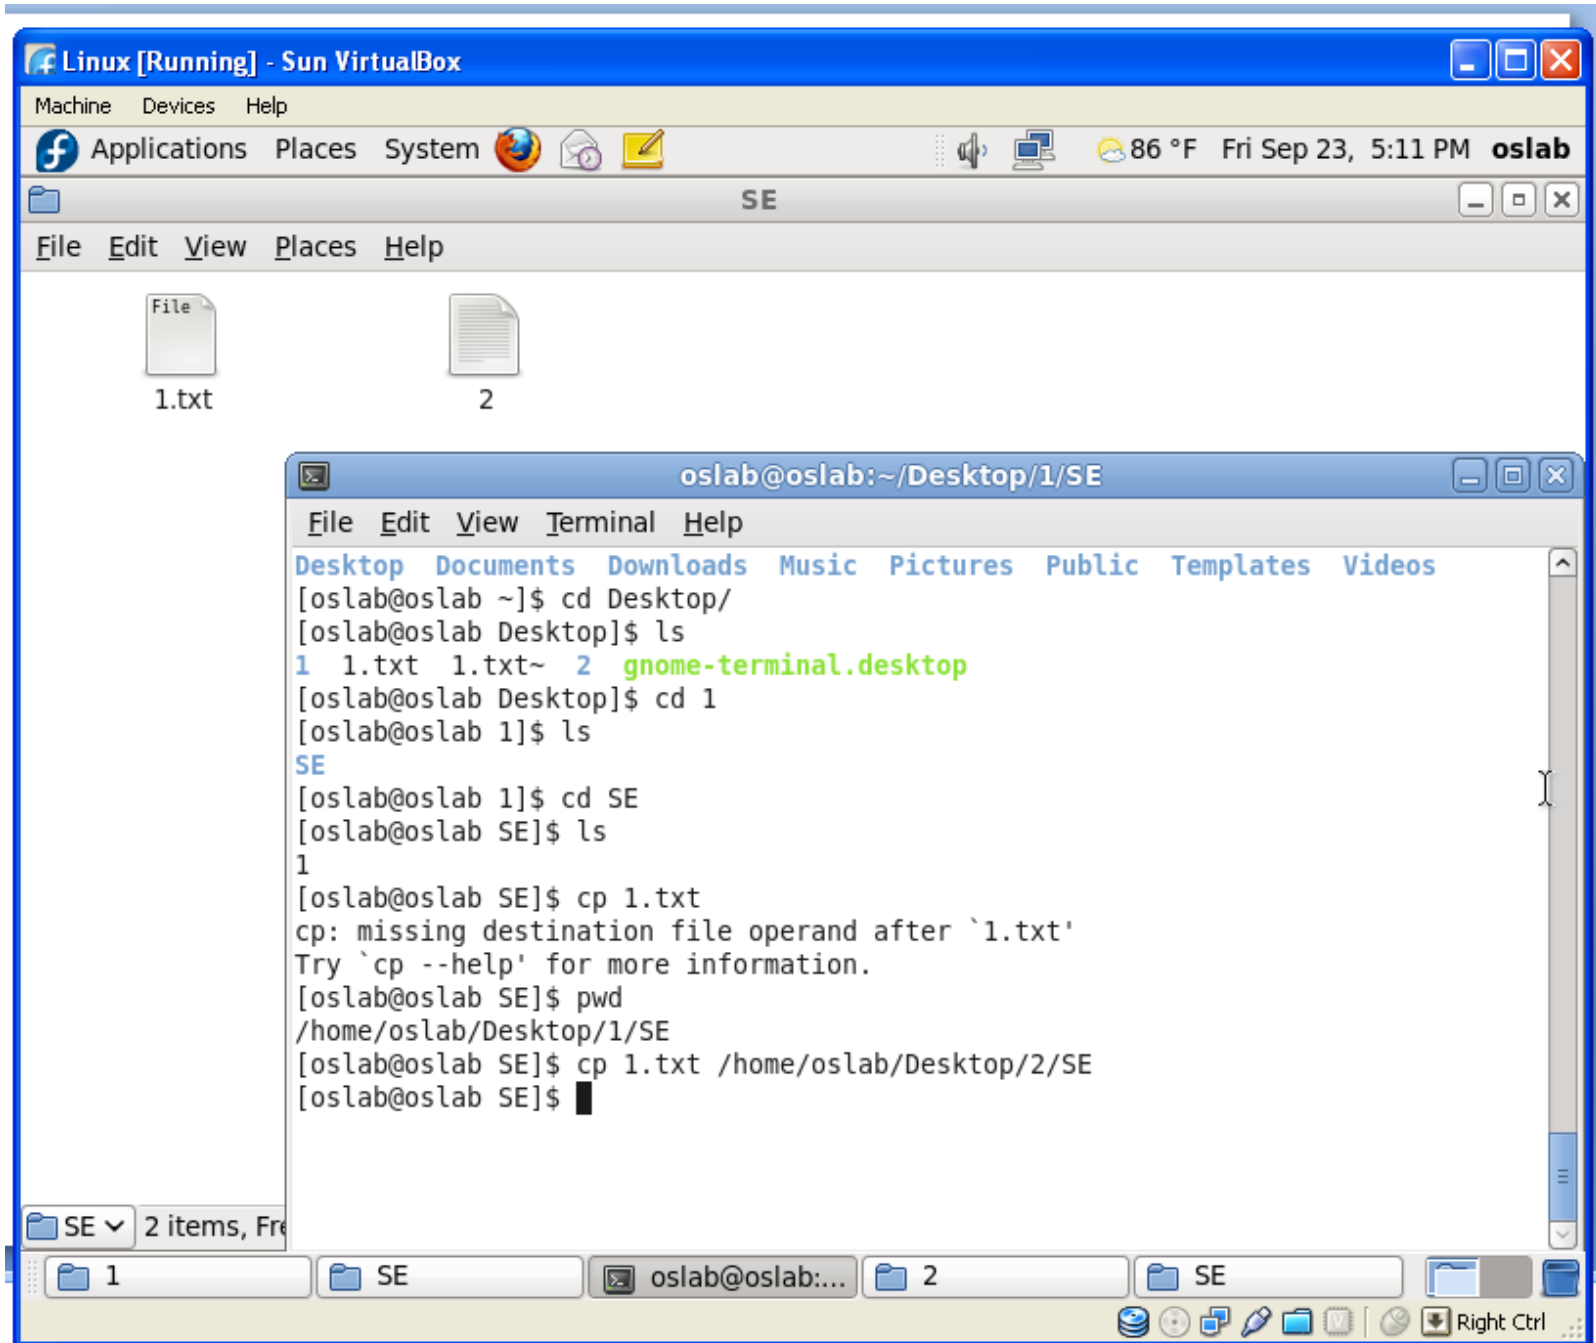 Linux [Running] - Sun VirtualBox
Machine Devices Help
Applications Places System 86 °F Fri Sep 23, 5:11 PM oslab
SE
File Edit View Places Help
File
1.txt 2
oslab@oslab:~/Desktop/1/SE
File Edit View Terminal Help
Desktop Documents Downloads Music Pictures Public Templates Videos
[oslab@oslab ~]$ cd Desktop/
[oslab@oslab Desktop]$ ls
1 1.txt 1.txt~ 2 gnome-terminal.desktop
[oslab@oslab Desktop]$ cd 1
[oslab@oslab 1]$ ls
SE
[oslab@oslab 1]$ cd SE
[oslab@oslab SE]$ ls
1
[oslab@oslab SE]$ cp 1.txt
cp: missing destination file operand after `1.txt'
Try `cp --help' for more information.
[oslab@oslab SE]$ pwd
/home/oslab/Desktop/1/SE
[oslab@oslab SE]$ cp 1.txt /home/oslab/Desktop/2/SE
[oslab@oslab SE]$
SE 2 items, Fre
1 SE oslab@oslab:... 2 SE
Right Ctrl